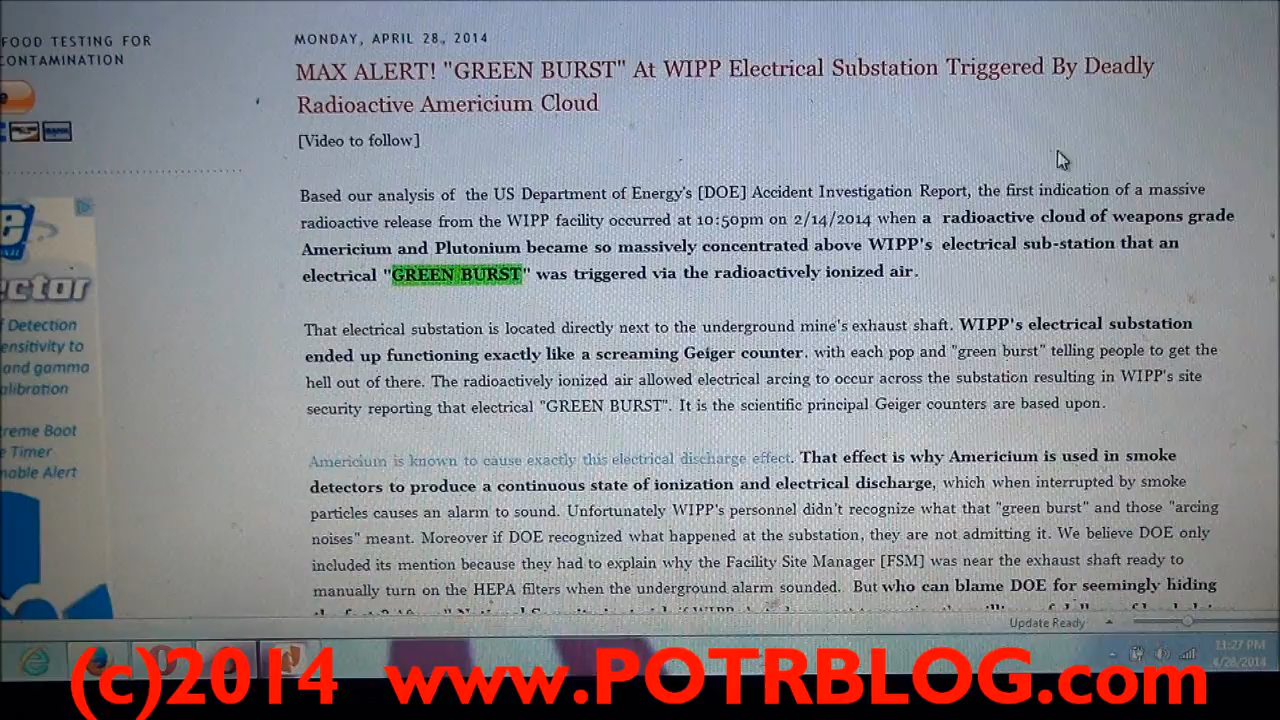 FOOD TESTING FOR
CONTAMINATION
MONDAY, APRIL 28, 2014
MAX ALERT! "GREEN BURST" At WIPP Electrical Substation Triggered By Deadly
Radioactive Americium Cloud
[Video to follow]
Based our analysis of the US Department of Energy's [DOE] Accident Investigation Report, the first indication of a massive
radioactive release from the WIPP facility occurred at 10:50pm on 2/14/2014 when a radioactive cloud of weapons grade
Americium and Plutonium became so massively concentrated above WIPP's electrical sub-station that an
electrical "GREEN BURST" was triggered via the radioactively ionized air.
That electrical substation is located directly next to the underground mine's exhaust shaft. WIPP's electrical substation
ended up functioning exactly like a screaming Geiger counter, with each pop and "green burst" telling people to get the
hell out of there. The radioactively ionized air allowed electrical arcing to occur across the substation resulting in WIPP's site
security reporting that electrical "GREEN BURST". It is the scientific principal Geiger counters are based upon.
Americium is known to cause exactly this electrical discharge effect. That effect is why Americium is used in smoke
detectors to produce a continuous state of ionization and electrical discharge, which when interrupted by smoke
particles causes an alarm to sound. Unfortunately WIPP's personnel didn't recognize what that "green burst" and those "arcing
noises" meant. Moreover if DOE recognized what happened at the substation, they are not admitting it. We believe DOE only
included its mention because they had to explain why the Facility Site Manager [FSM] was near the exhaust shaft ready to
manually turn on the HEPA filters when the underground alarm sounded. But who can blame DOE for seemingly hiding
ector
f Detection
ensitivity to
and gamma
alibration
treme Boot
e Timer
nable Alert
Update Ready
11:27 PM
4/28/2014
(c)2014 www.POTRBLOG.com